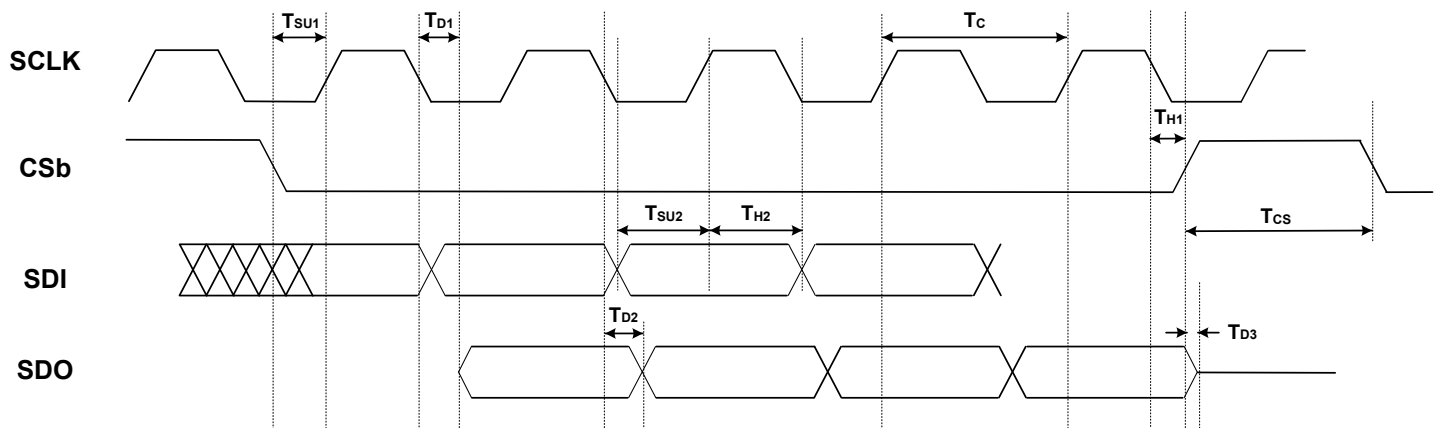 TSU1
TD1
TC
SCLK
TH1
CSb
TSU2
TH2
TCS
SDI
TD2
TD3
SDO